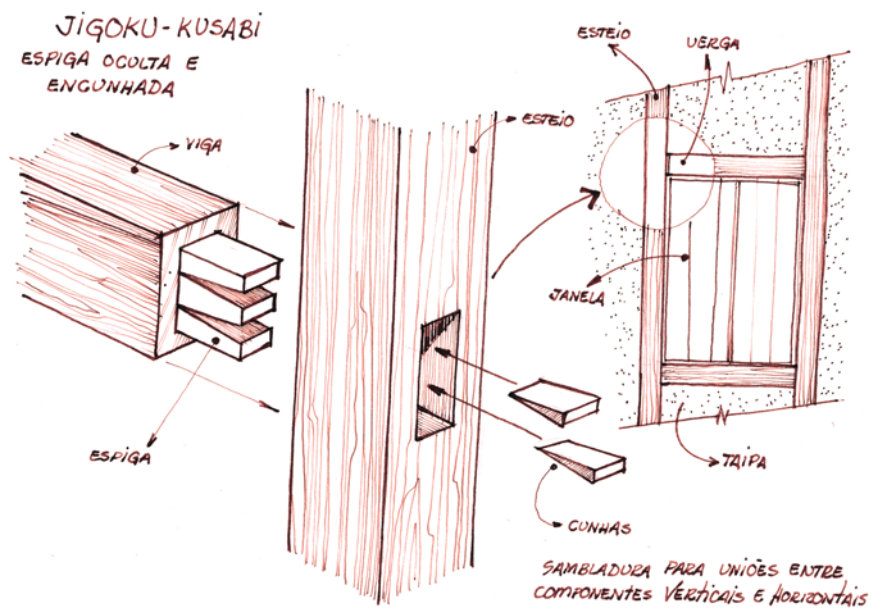 JIGOKU-KUSABI
ESPIGA OCULTA E
ENCUNHADA
VIGA
ESPIGA
ESTEIO
CUNHAS
ESTEIO
VERGA
JANELA
TAIPA
SAMBLADURA PARA UNIÕES ENTRE
COMPONENTES VERTICAIS E HORIZONTAIS